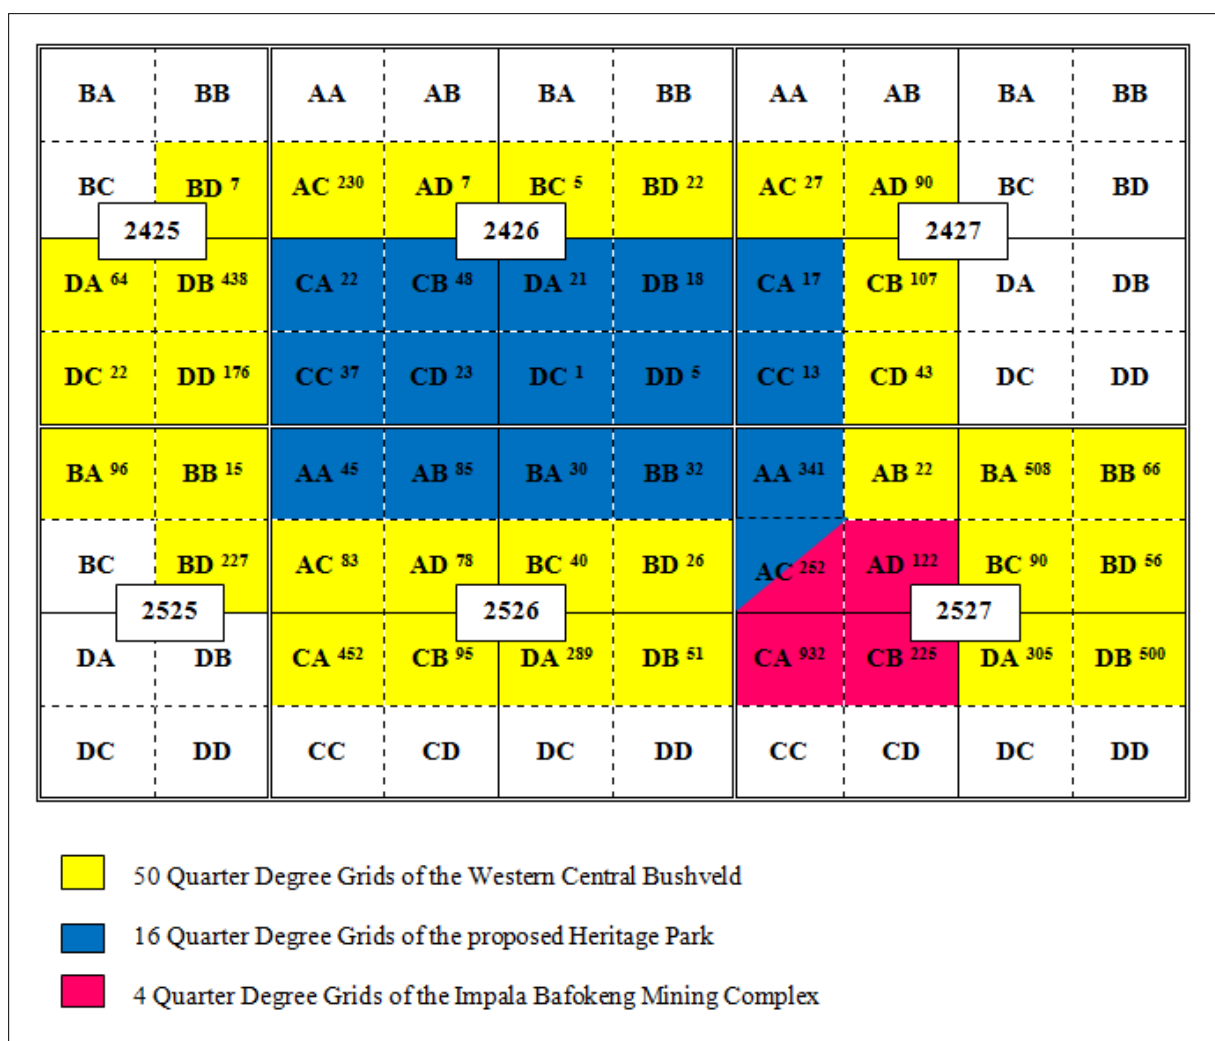 BA BB AA AB BA BB AA AB BA BB
BC BD 7 AC 230 AD 7 BC 5 BD 22 AC 27 AD 90 BC BD
2425 2426 2427
DA 64 DB 438 CA 22 CB 48 DA 21 DB 18 CA 17 CB 107 DA DB
DC 22 DD 176 CC 37 CD 23 DC 1 DD 5 CC 13 CD 43 DC DD
BA 96 BB 15 AA 45 AB 85 BA 30 BB 32 AA 341 AB 22 BA 508 BB 66
BC BD 227 AC 83 AD 78 BC 40 BD 26 AC 252 AD 122 BC 90 BD 56
2525 2526 2527
DA DB CA 452 CB 95 DA 289 DB 51 CA 932 CB 225 DA 305 DB 500
DC DD CC CD DC DD CC CD DC DD
50 Quarter Degree Grids of the Western Central Bushveld
16 Quarter Degree Grids of the proposed Heritage Park
4 Quarter Degree Grids of the Impala Bafokeng Mining Complex